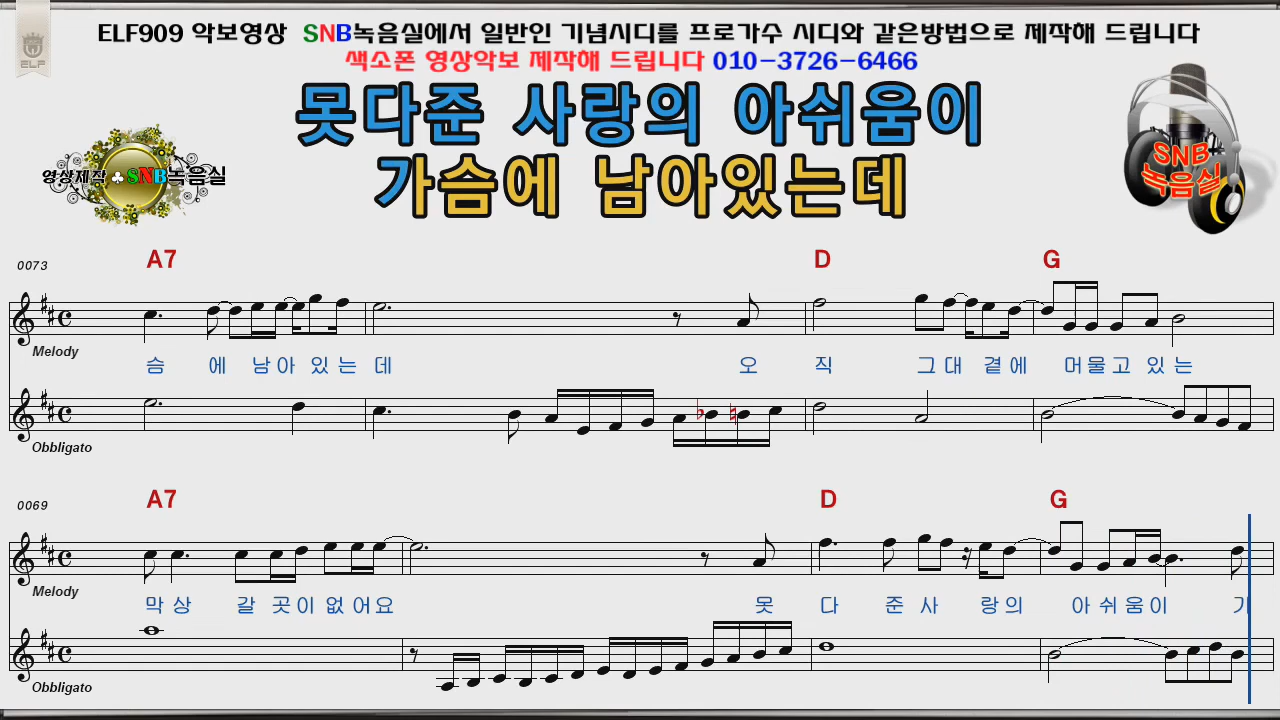 ELF909 악보영상 SNB녹음실에서 일반인 기념시디를 프로가수 시디와 같은방법으로 제작해 드립니다
색소폰 영상악보 제작해 드립니다 010-3726-6466
ELF
못다준 사랑의 아쉬움이
가슴에 남아있는데
영상제작 ♣ SNB녹음실
SNB
녹음실
0073 A7 D G
Melody
슴 에 남 아 있 는 데 오 직 그 대 곁 에 머 물 고 있 는
Obbligato
0069 A7 D G
Melody
막 상 갈 곳 이 없 어 요 못 다 준 사 랑 의 아 쉬 움 이 가
Obbligato